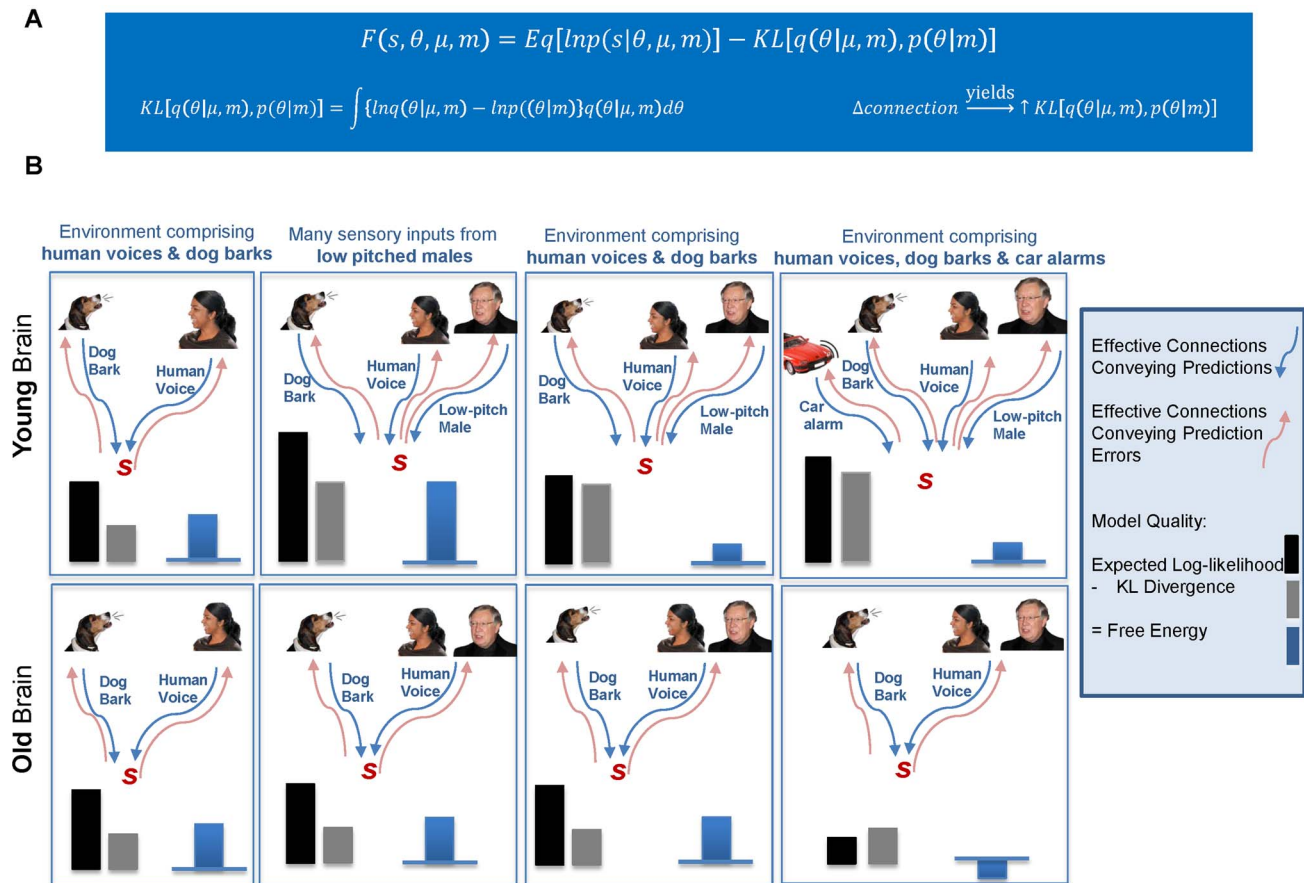 A
F(s, θ, μ, m) = Eq[lnp(s|θ, μ, m)] − KL[q(θ|μ, m), p(θ|m)]
KL[q(θ|μ, m), p(θ|m)] = ∫{lnq(θ|μ, m) − lnp((θ|m)}q(θ|μ, m)dθ
Δconnection yields→ ↑ KL[q(θ|μ, m), p(θ|m)]
B
Environment comprising
human voices & dog barks
Many sensory inputs from
low pitched males
Environment comprising
human voices & dog barks
Environment comprising
human voices, dog barks & car alarms
Young Brain
Dog
Bark
Human
Voice
s
Dog
Bark
Human
Voice
Low-pitch
Male
s
Dog
Bark
Human
Voice
Low-pitch
Male
s
Car
alarm
Dog
Bark
Human
Voice
Low-pitch
Male
s
Old Brain
Dog
Bark
Human
Voice
s
Dog
Bark
Human
Voice
s
Dog
Bark
Human
Voice
s
Dog
Bark
Human
Voice
s
Effective Connections
Conveying Predictions
Effective Connections
Conveying Prediction
Errors
Model Quality:
Expected Log-likelihood
- KL Divergence
= Free Energy